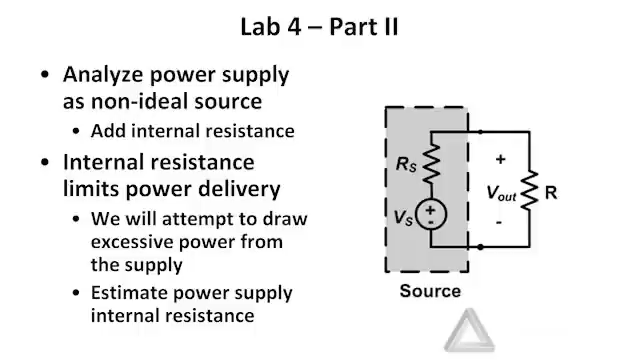 Lab 4 – Part II
• Analyze power supply
as non-ideal source
• Add internal resistance
• Internal resistance
limits power delivery
• We will attempt to draw
excessive power from
the supply
• Estimate power supply
internal resistance
RS
VS
+
-
+
Vout
-
R
Source